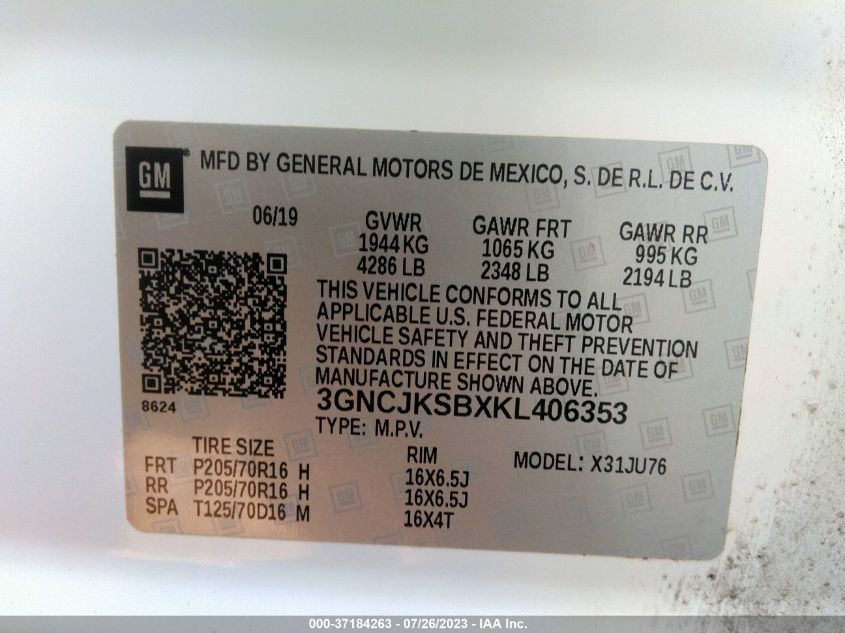 GM ® MFD BY GENERAL MOTORS DE MEXICO, S. DE R.L. DE C.V.
06/19 GVWR GAWR FRT GAWR RR
1944 KG 1065 KG 995 KG
4286 LB 2348 LB 2194 LB
THIS VEHICLE CONFORMS TO ALL
APPLICABLE U.S. FEDERAL MOTOR
VEHICLE SAFETY AND THEFT PREVENTION
STANDARDS IN EFFECT ON THE DATE OF
MANUFACTURE SHOWN ABOVE.
8624 3GNCJKSBXKL406353
TYPE: M.P.V.
TIRE SIZE RIM MODEL: X31JU76
FRT P205/70R16 H 16X6.5J
RR P205/70R16 H 16X6.5J
SPA T125/70D16 M 16X4T
000-37184263 - 07/26/2023 - IAA Inc.